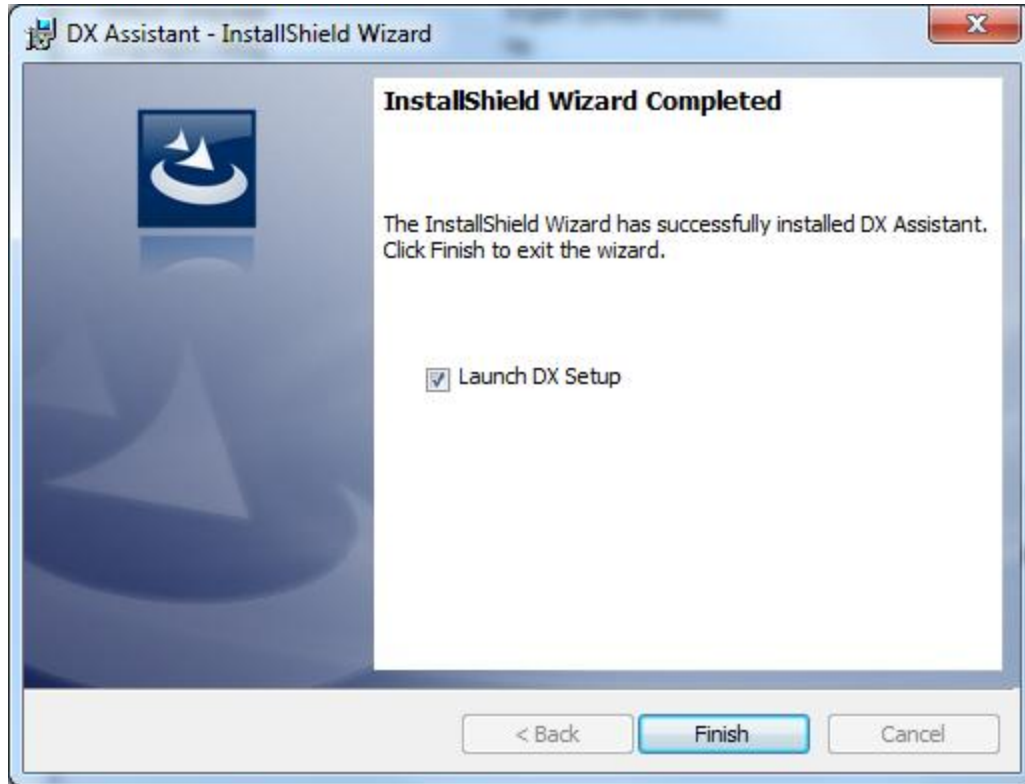 DX Assistant - InstallShield Wizard
InstallShield Wizard Completed
The InstallShield Wizard has successfully installed DX Assistant.
Click Finish to exit the wizard.
Launch DX Setup
< Back
Finish
Cancel